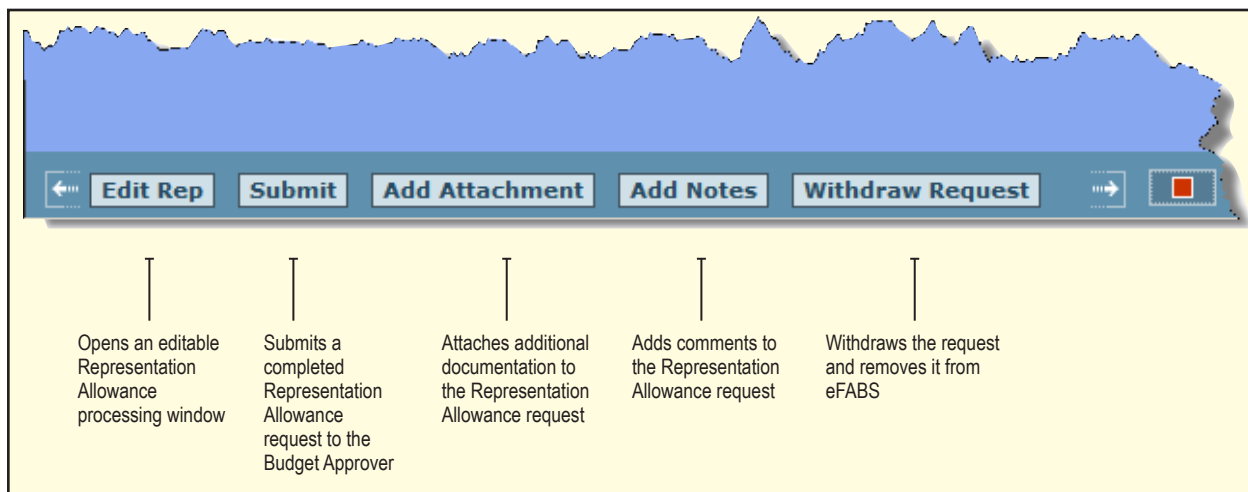 Edit Rep Submit Add Attachment Add Notes Withdraw Request
Opens an editable
Representation
Allowance
processing window
Submits a
completed
Representation
Allowance
request to the
Budget Approver
Attaches additional
documentation to
the Representation
Allowance request
Adds comments to
the Representation
Allowance request
Withdraws the request
and removes it from
eFABS